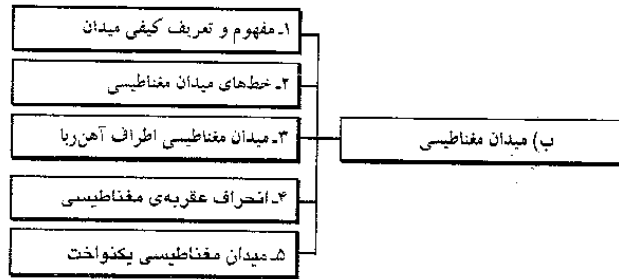 ب) میدان مغناطیسی
۱ـ مفهوم و تعریف کیفی میدان
۲ـ خط‌های میدان مغناطیسی
۳ـ میدان مغناطیسی اطراف آهن‌ربا
۴ـ انحراف عقربه‌ی مغناطیسی
۵ـ میدان مغناطیسی یکنواخت